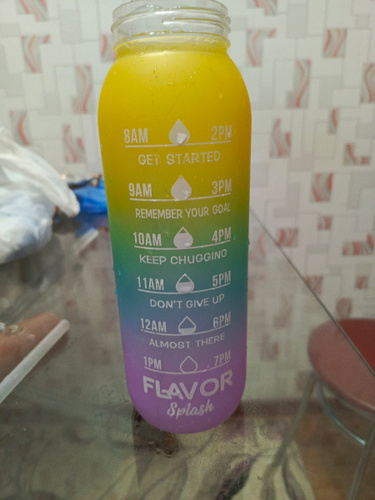 8AM 2PM
GET STARTED
9AM 3PM
REMEMBER YOUR GOAL
10AM 4PM
KEEP CHUGGING
11AM 5PM
DON'T GIVE UP
12AM 6PM
ALMOST THERE
1PM 7PM
FLAVOR
Splash